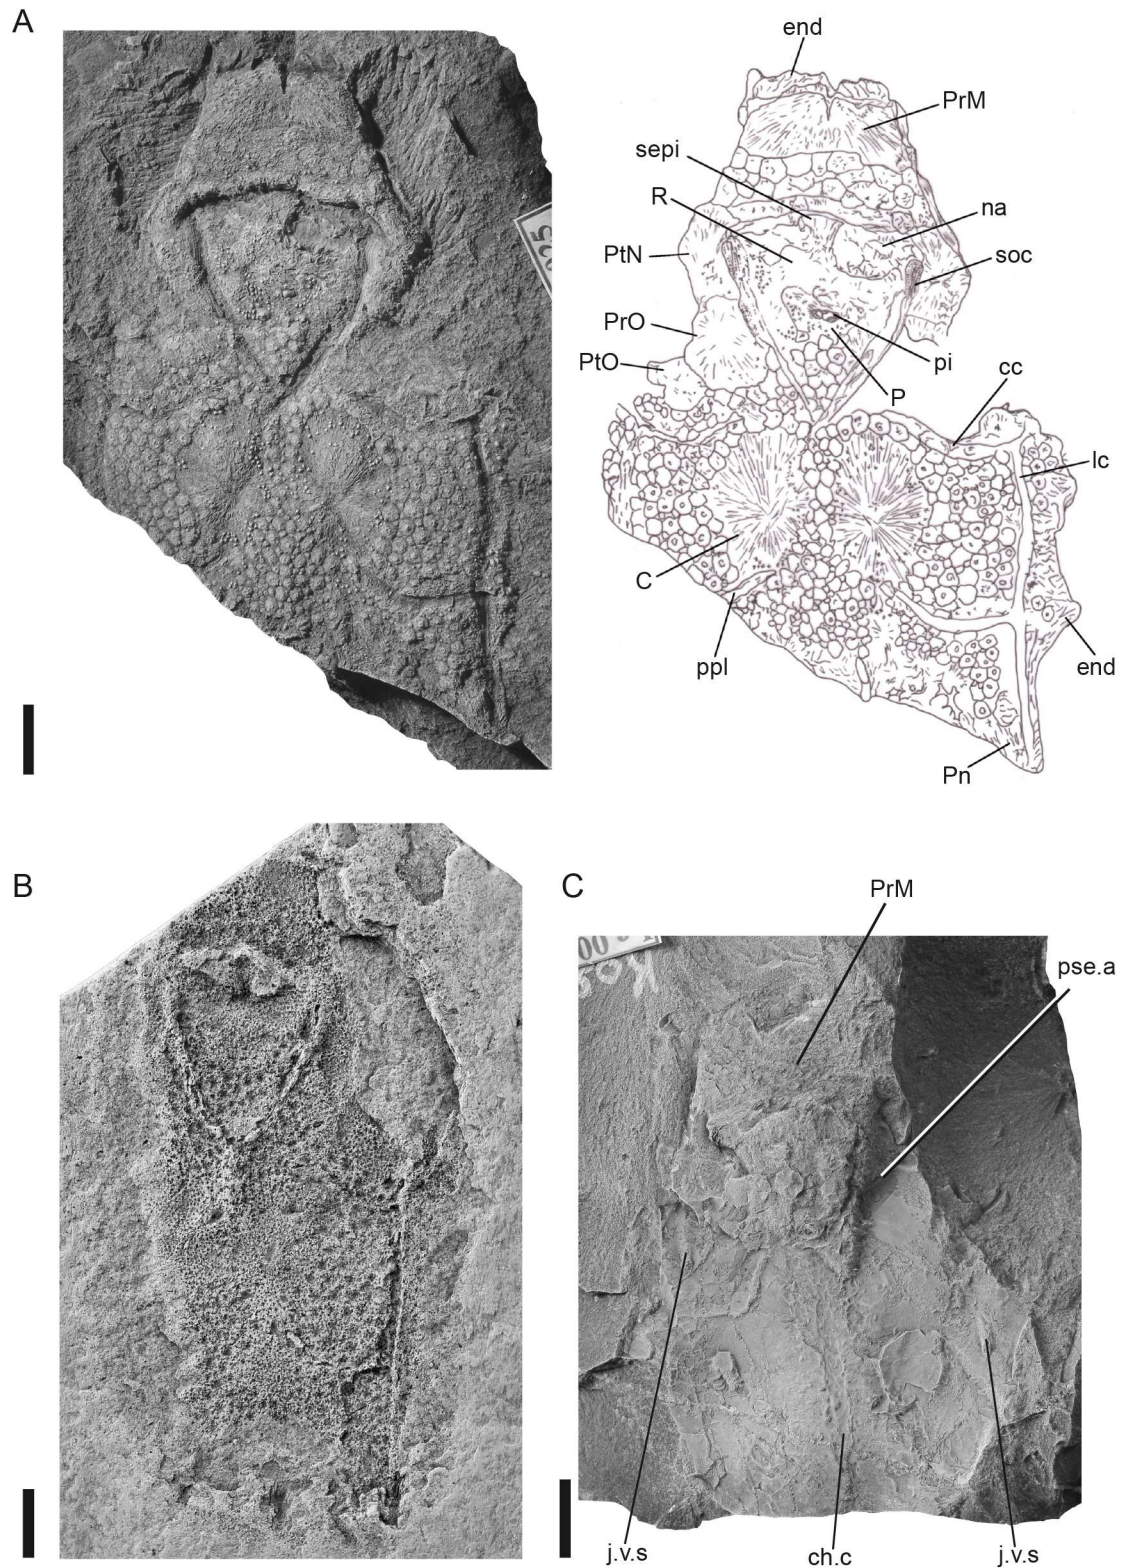 A
end
PrM
sepi
R
na
PtN
soc
PrO
PtO
pi
cc
P
lc
C
ppl
end
Pn
B
C
PrM
pse.a
j.v.s
ch.c
j.v.s